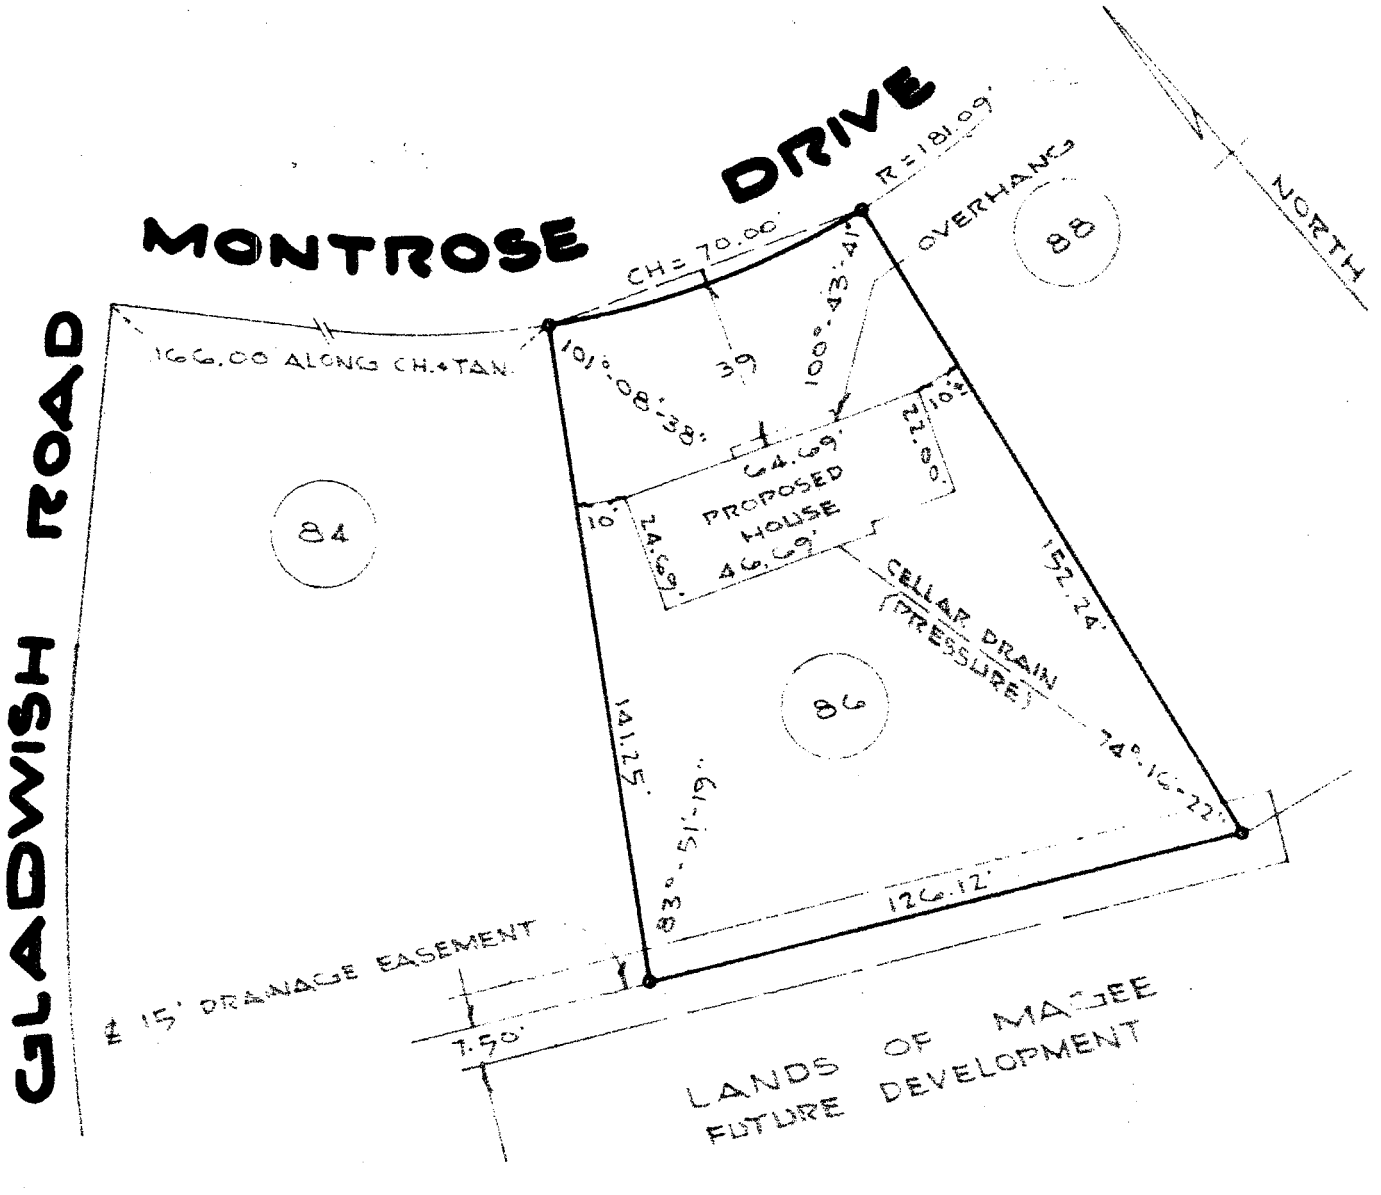 MONTROSE DRIVE
R = 181.09'
OVERHANG
88
NORTH
CH = 70.00'
GLADWISH ROAD
166.00' ALONG CH. & TAN.
101°-08'-38"
39
100°-43'-41"
10'±
84
10'
64.69'
22.00'
24.69'
PROPOSED
HOUSE
46.69'
CELLAR DRAIN
(PRESSURE)
152.24'
86
141.25'
83°-51'-19"
74°-16'-22"
126.12'
℄ 15' DRAINAGE EASEMENT
7.50'
LANDS OF MAGEE
FUTURE DEVELOPMENT